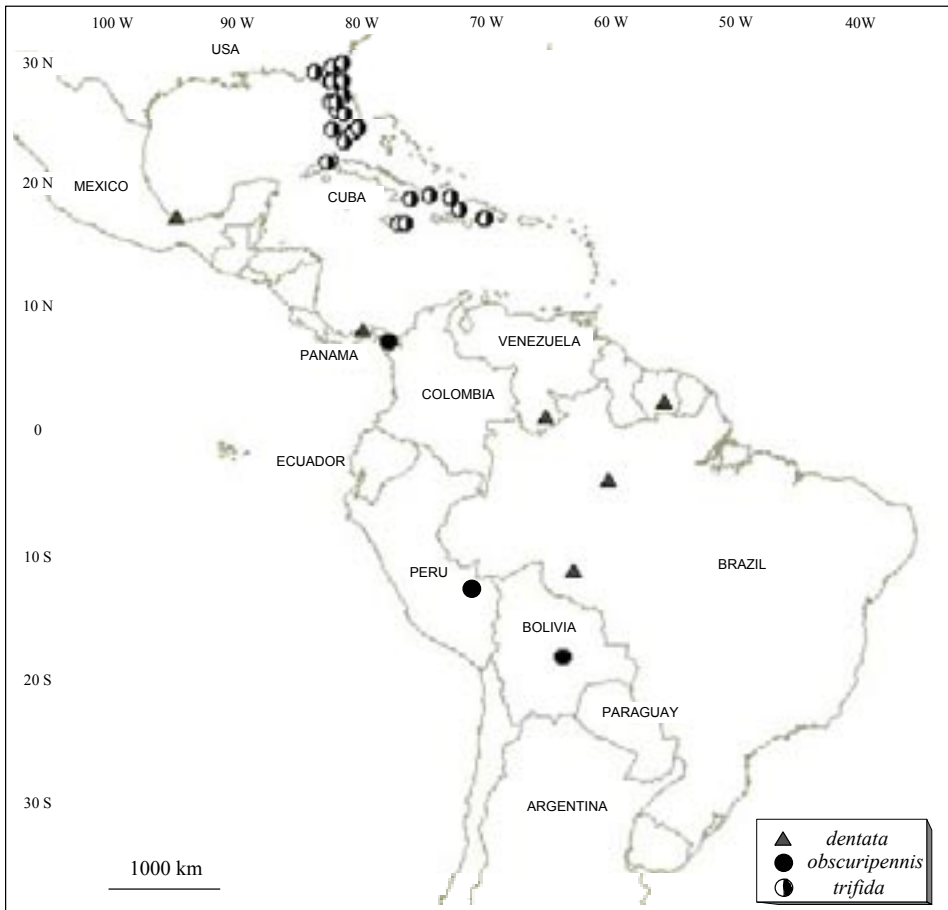 100 W 90 W 80 W 70 W 60 W 50 W 40W
USA
30 N
20 N
MEXICO
CUBA
10 N
VENEZUELA
PANAMA
COLOMBIA
0
ECUADOR
10 S
PERU
BRAZIL
BOLIVIA
20 S
PARAGUAY
30 S
ARGENTINA
dentata
obscuripennis
trifida
1000 km